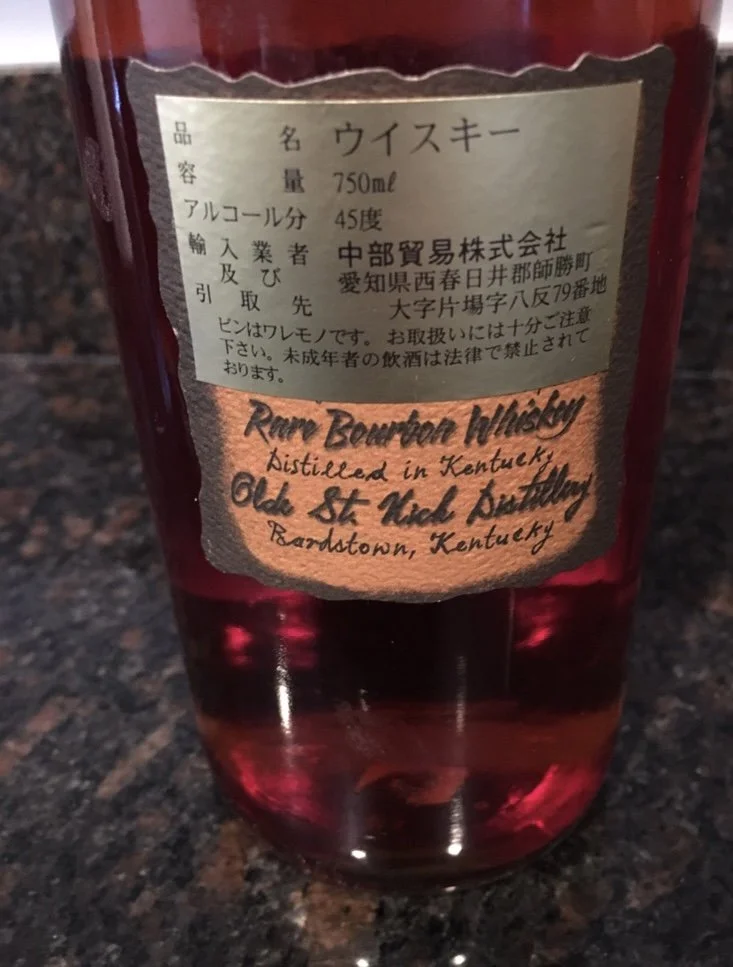 品名 ウイスキー
容量 750ml
アルコール分 45度
輸入業者 中部貿易株式会社
及び 愛知県西春日井郡師勝町
引取先 大字片場字八反79番地
ビンはワレモノです。お取扱いには十分ご注意
下さい。未成年者の飲酒は法律で禁止されて
おります。
Rare Bourbon Whiskey
Distilled in Kentucky
Olde St. Nick Distillery
Bardstown, Kentucky